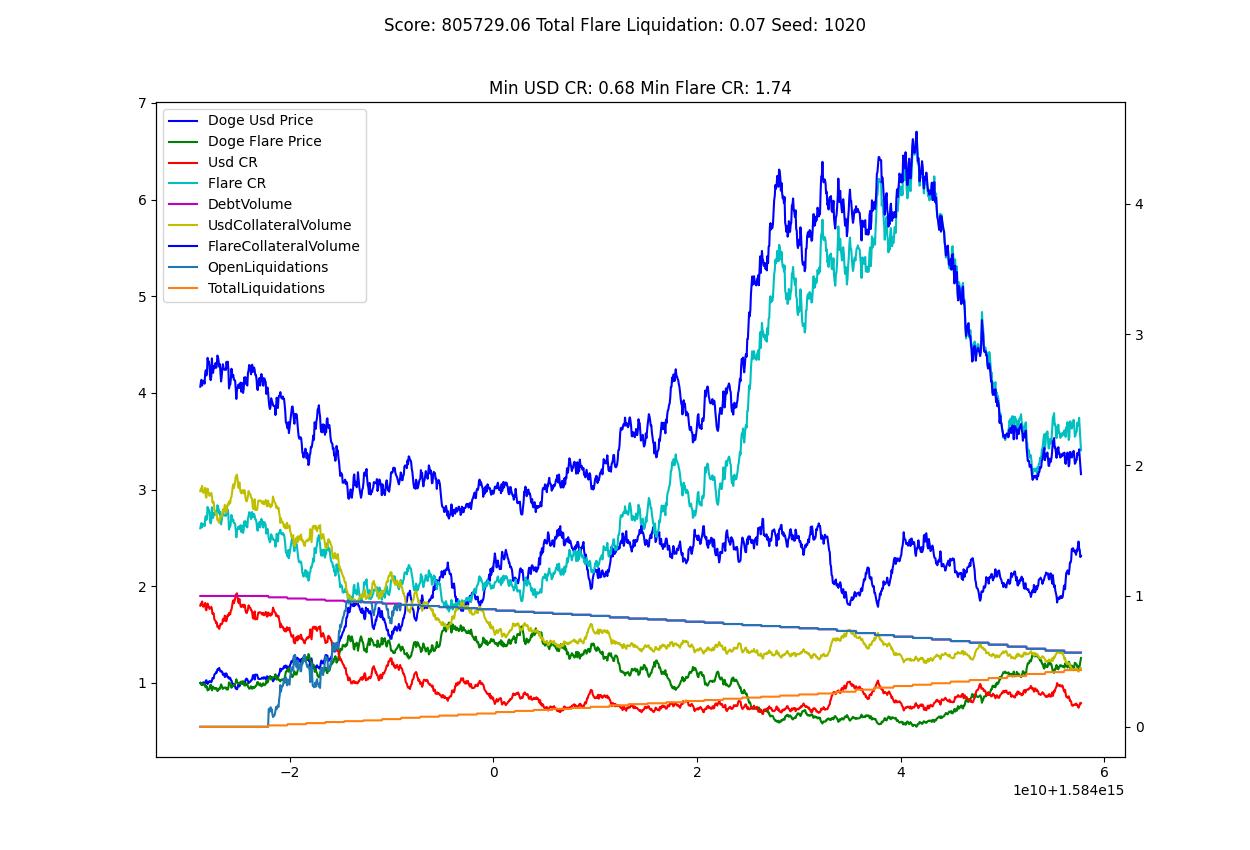 Score: 805729.06 Total Flare Liquidation: 0.07 Seed: 1020
Min USD CR: 0.68 Min Flare CR: 1.74
Doge Usd Price
Doge Flare Price
Usd CR
Flare CR
DebtVolume
UsdCollateralVolume
FlareCollateralVolume
OpenLiquidations
TotalLiquidations
7
6
5
4
3
2
1
4
3
2
1
0
−2
0
2
4
6
1e10+1.584e15